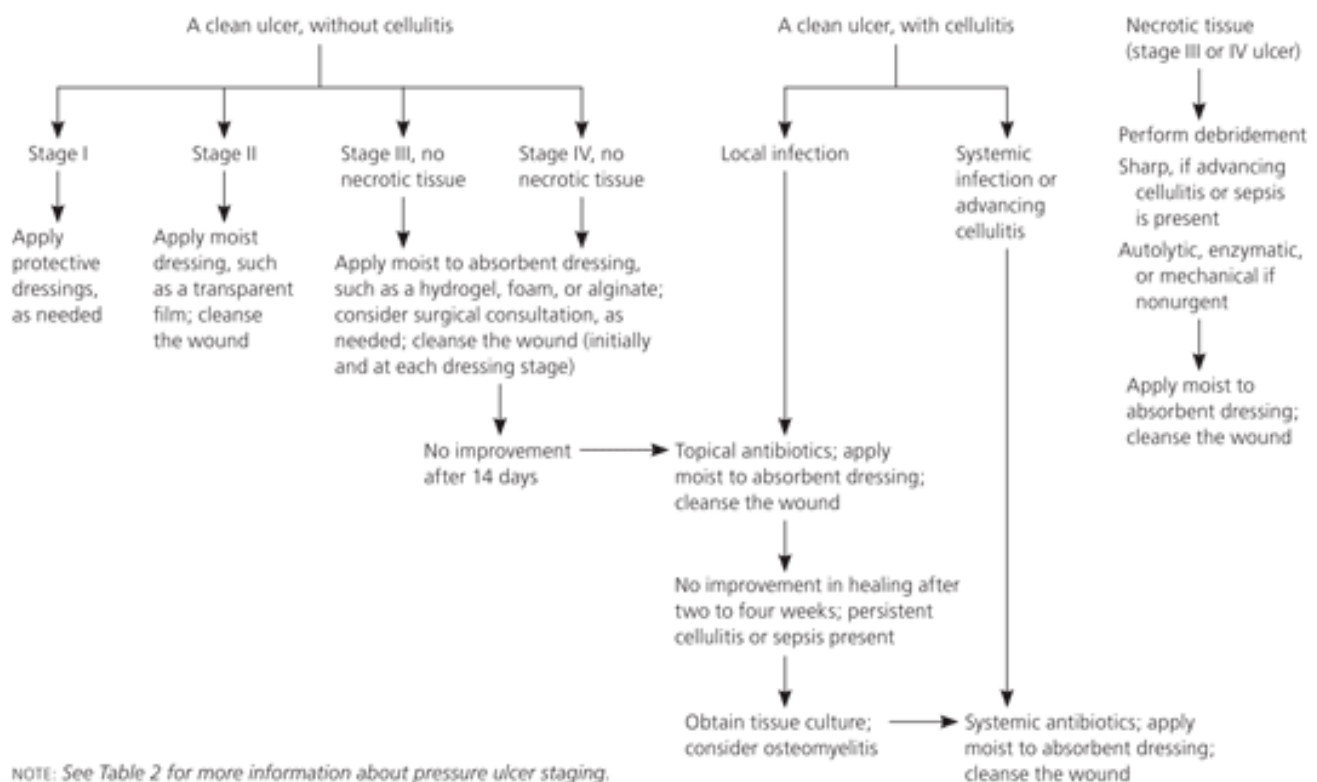 A clean ulcer, without cellulitis
Stage I
Apply
protective
dressings,
as needed
Stage II
Apply moist
dressing, such
as a transparent
film; cleanse
the wound
Stage III, no
necrotic tissue
Stage IV, no
necrotic tissue
Apply moist to absorbent dressing,
such as a hydrogel, foam, or alginate;
consider surgical consultation, as
needed; cleanse the wound (initially
and at each dressing stage)
No improvement
after 14 days
A clean ulcer, with cellulitis
Local infection
Topical antibiotics; apply
moist to absorbent dressing;
cleanse the wound
No improvement in healing after
two to four weeks; persistent
cellulitis or sepsis present
Obtain tissue culture;
consider osteomyelitis
Systemic
infection or
advancing
cellulitis
Systemic antibiotics; apply
moist to absorbent dressing;
cleanse the wound
Necrotic tissue
(stage III or IV ulcer)
Perform debridement
Sharp, if advancing
cellulitis or sepsis
is present
Autolytic, enzymatic,
or mechanical if
nonurgent
Apply moist to
absorbent dressing;
cleanse the wound
NOTE: See Table 2 for more information about pressure ulcer staging.